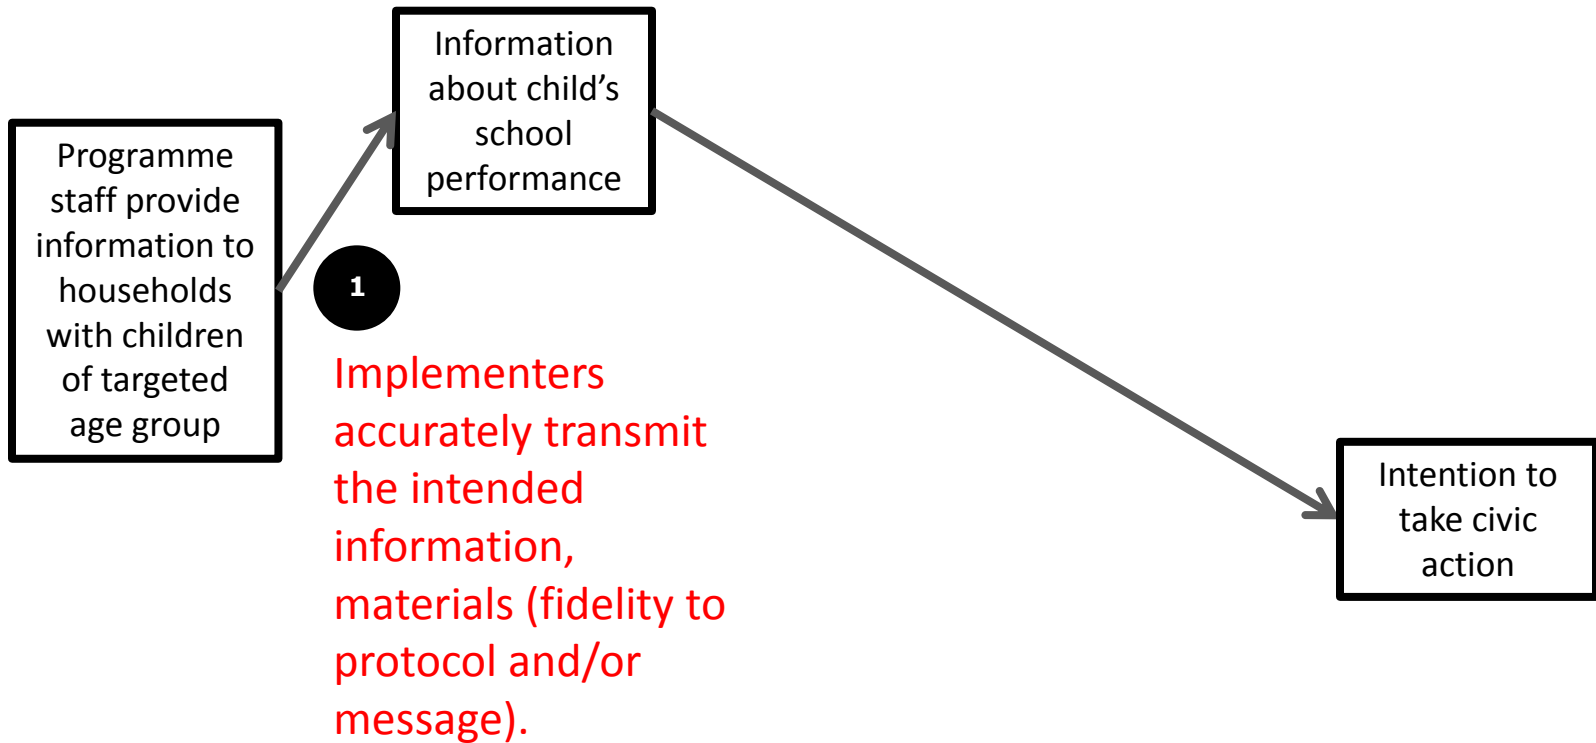 Programme
staff provide
information to
households
with children
of targeted
age group
Information
about child’s
school
performance
1
Implementers
accurately transmit
the intended
information,
materials (fidelity to
protocol and/or
message).
Intention to
take civic
action